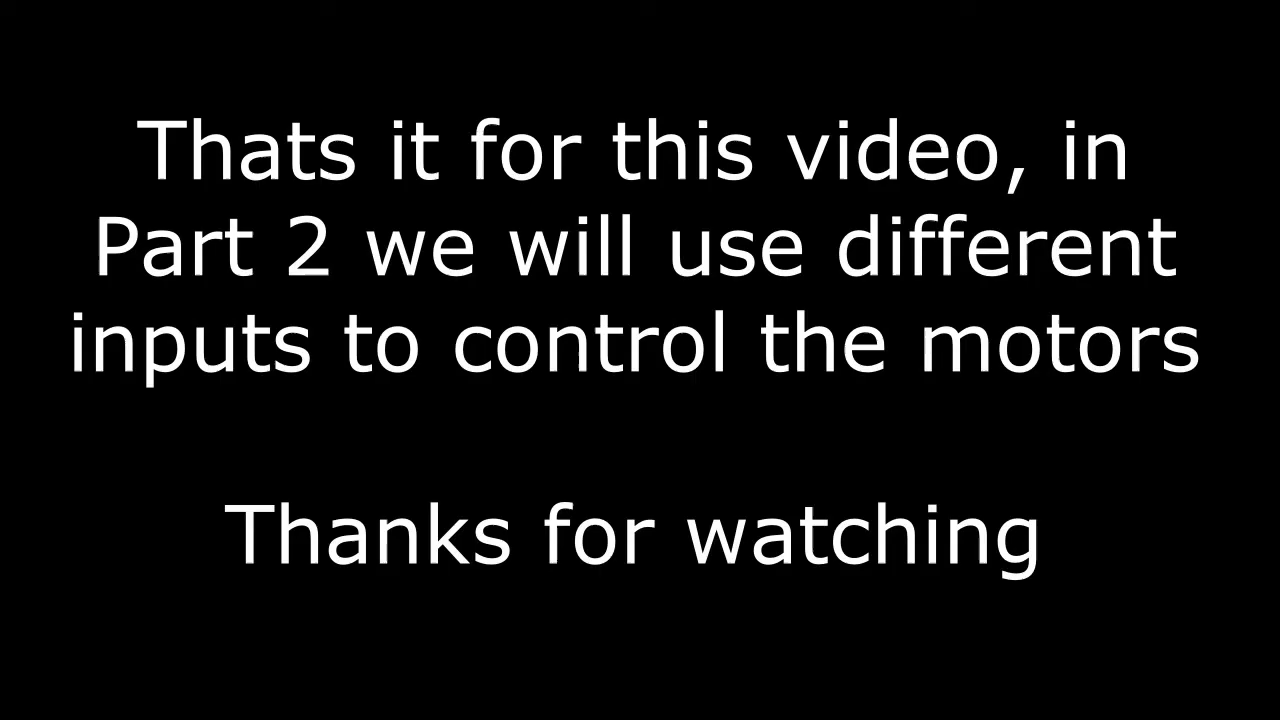 Thats it for this video, in
Part 2 we will use different
inputs to control the motors
Thanks for watching